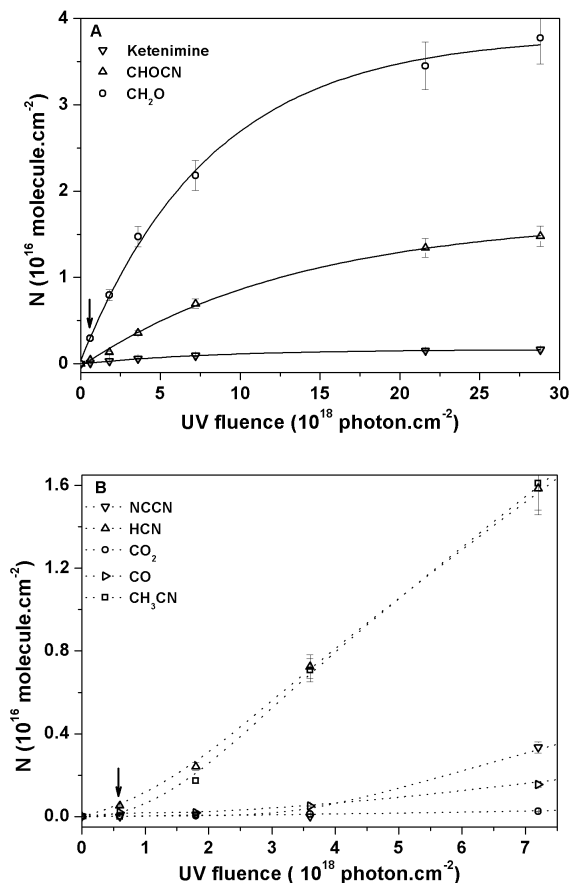 A
Ketenimine
CHOCN
CH2O
N (10^16 molecule.cm^-2)
4
3
2
1
0
0 5 10 15 20 25 30
UV fluence (10^18 photon.cm^-2)
B
NCCN
HCN
CO2
CO
CH3CN
N (10^16 molecule.cm^-2)
1.6
1.2
0.8
0.4
0.0
0 1 2 3 4 5 6 7
UV fluence ( 10^18 photon.cm^-2)